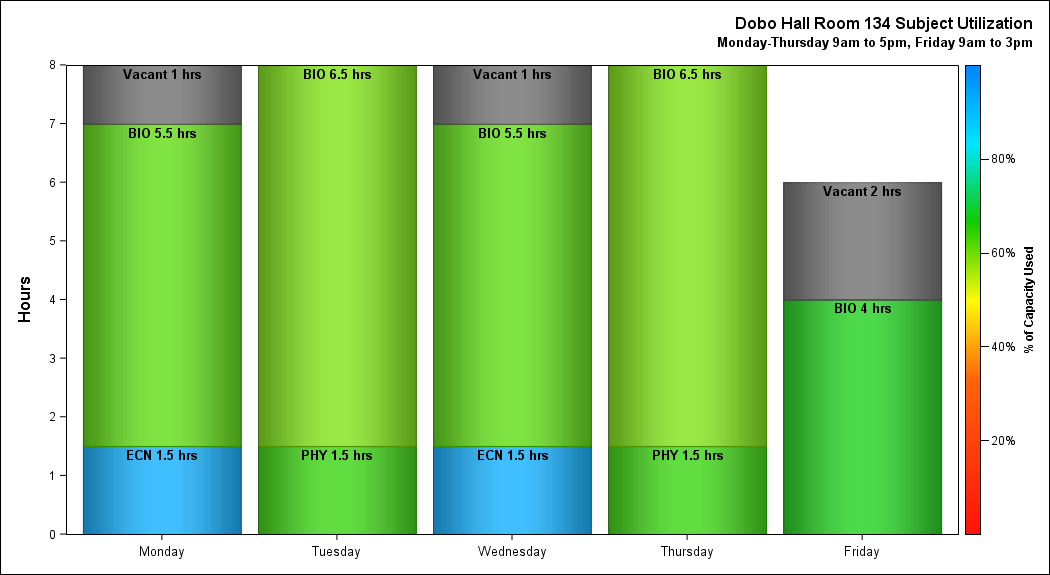 Dobo Hall Room 134 Subject Utilization
Monday-Thursday 9am to 5pm, Friday 9am to 3pm
Hours
8
7
6
5
4
3
2
1
0
Vacant 1 hrs
BIO 5.5 hrs
ECN 1.5 hrs
BIO 6.5 hrs
PHY 1.5 hrs
Vacant 1 hrs
BIO 5.5 hrs
ECN 1.5 hrs
BIO 6.5 hrs
PHY 1.5 hrs
Vacant 2 hrs
BIO 4 hrs
Monday
Tuesday
Wednesday
Thursday
Friday
80%
60%
40%
20%
% of Capacity Used